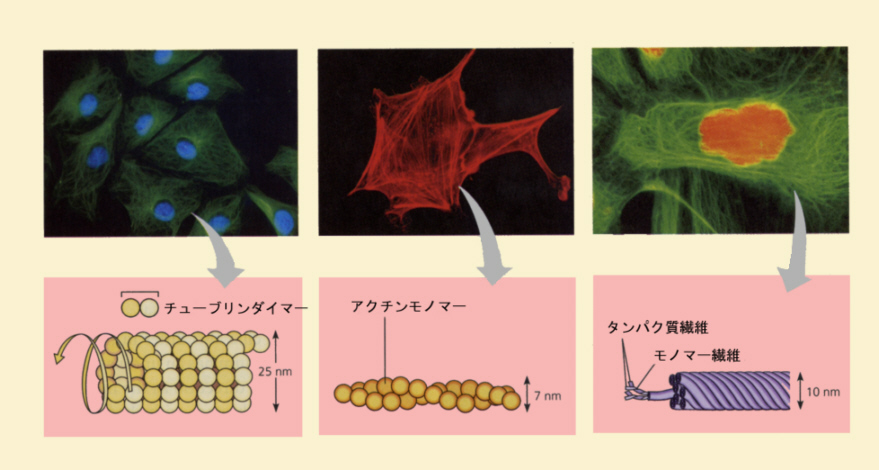 チューブリンダイマー
25 nm
アクチンモノマー
7 nm
タンパク質繊維
モノマー繊維
10 nm